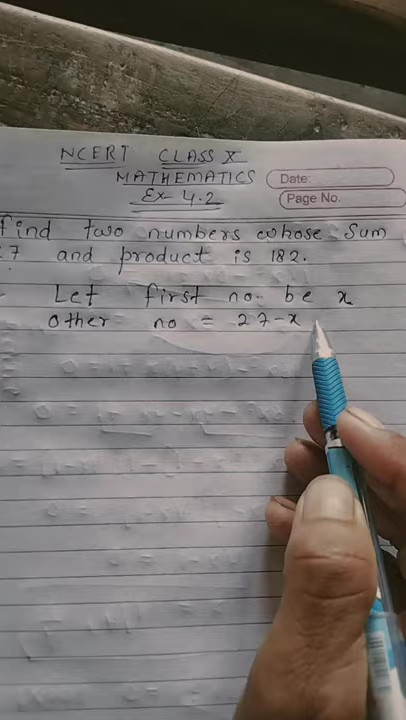 NCERT CLASS X
MATHEMATICS
Ex 4.2
Date:
Page No.
find two numbers whose Sum
7 and product is 182.
Let first no. be x
Other no = 27-x